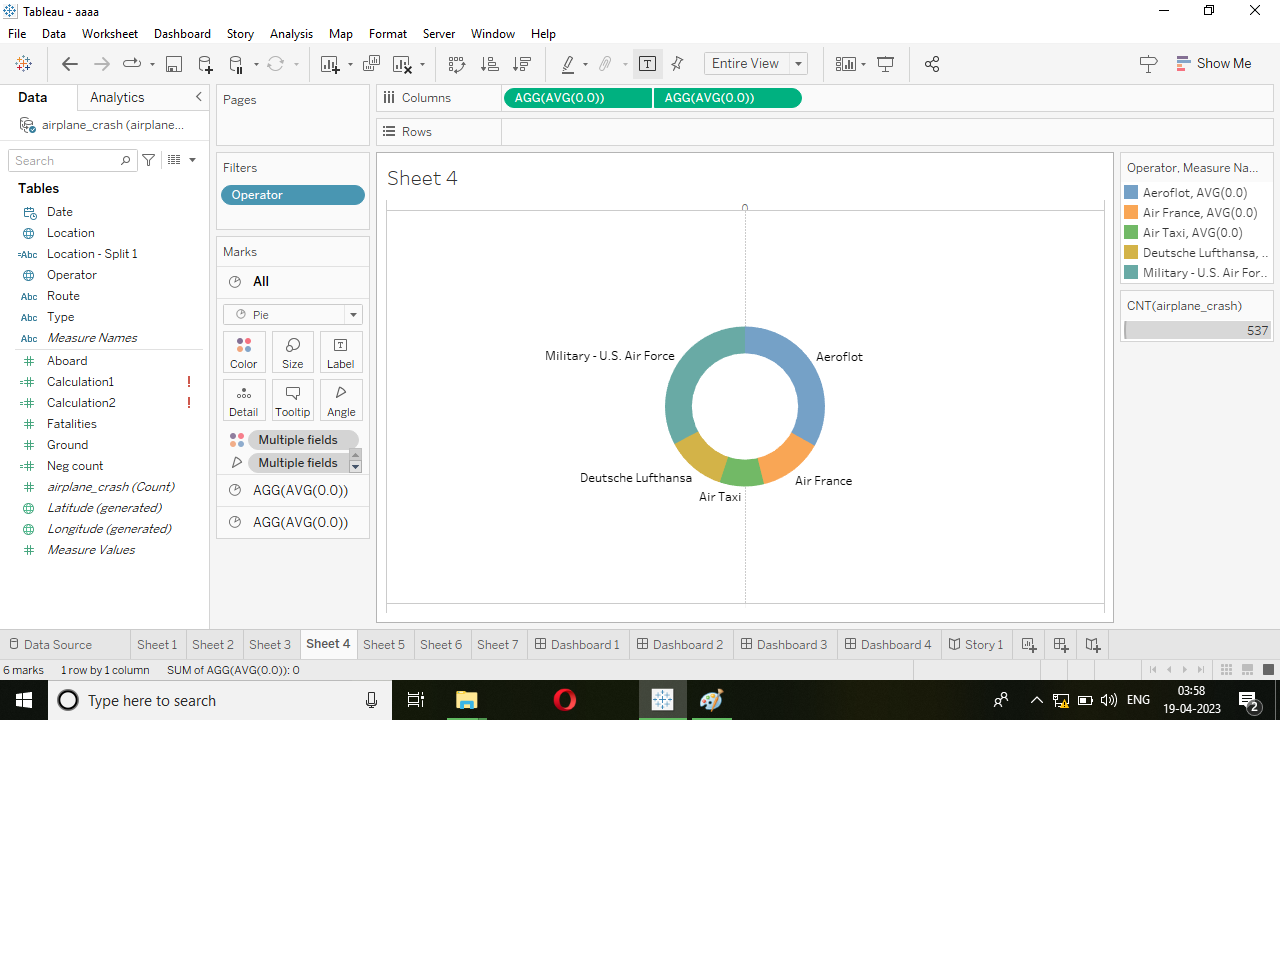 Tableau - aaaa
File Data Worksheet Dashboard Story Analysis Map Format Server Window Help
Entire View
Show Me
Data Analytics
airplane_crash (airplane...
Search
Tables
Date
Location
=Abc Location - Split 1
Operator
Abc Route
Abc Type
Abc Measure Names
Aboard
Calculation1 !
Calculation2 !
Fatalities
Ground
Neg count
airplane_crash (Count)
Latitude (generated)
Longitude (generated)
Measure Values
Pages
Filters
Operator
Marks
All
Pie
Color Size Label
Detail Tooltip Angle
Multiple fields
Multiple fields
AGG(AVG(0.0))
AGG(AVG(0.0))
Columns AGG(AVG(0.0)) AGG(AVG(0.0))
Rows
Sheet 4
0
Military - U.S. Air Force
Aeroflot
Deutsche Lufthansa
Air France
Air Taxi
Operator, Measure Na...
Aeroflot, AVG(0.0)
Air France, AVG(0.0)
Air Taxi, AVG(0.0)
Deutsche Lufthansa, ..
Military - U.S. Air For..
CNT(airplane_crash)
537
Data Source Sheet 1 Sheet 2 Sheet 3 Sheet 4 Sheet 5 Sheet 6 Sheet 7 Dashboard 1 Dashboard 2 Dashboard 3 Dashboard 4 Story 1
6 marks 1 row by 1 column SUM of AGG(AVG(0.0)): 0
Type here to search
ENG
03:58
19-04-2023
2